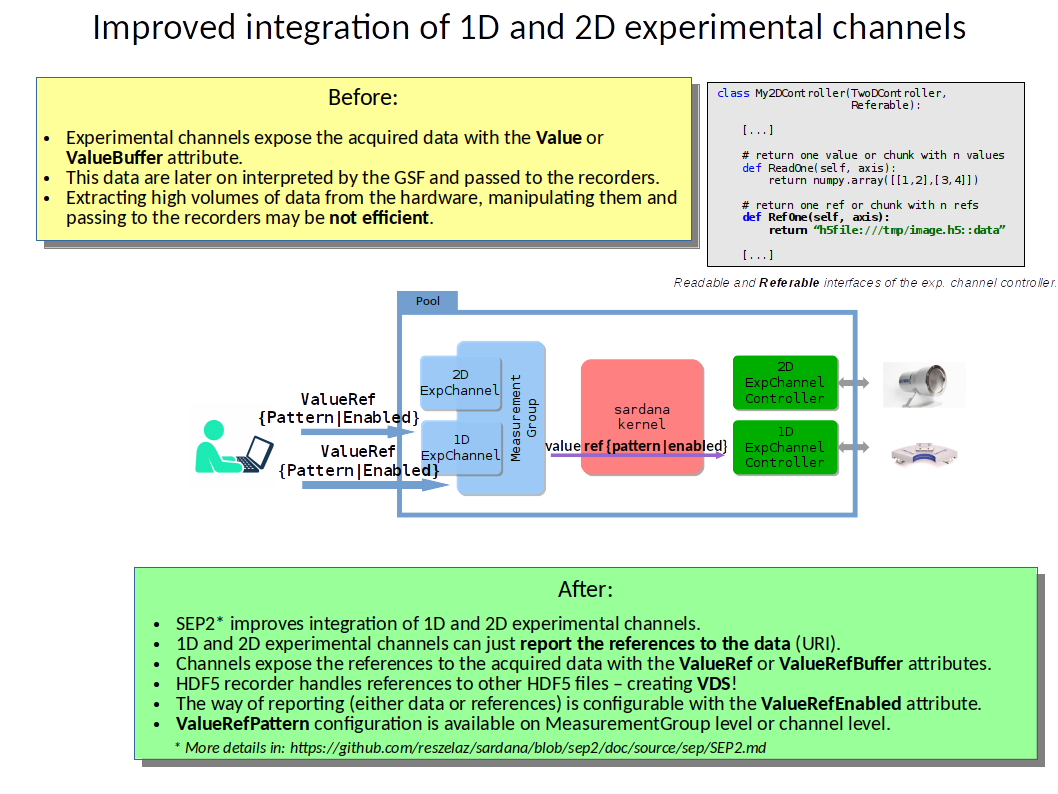 Improved integration of 1D and 2D experimental channels
Before:
• Experimental channels expose the acquired data with the Value or
ValueBuffer attribute.
• This data are later on interpreted by the GSF and passed to the recorders.
• Extracting high volumes of data from the hardware, manipulating them and
passing to the recorders may be not efficient.
class My2DController(TwoDController,
Referable):
[...]
# return one value or chunk with n values
def ReadOne(self, axis):
return numpy.array([[1,2],[3,4]])
# return one ref or chunk with n refs
def RefOne(self, axis):
return “h5file:///tmp/image.h5::data”
[...]
Readable and Referable interfaces of the exp. channel controller.
Pool
2D
ExpChannel
1D
ExpChannel
Measurement
Group
sardana
kernel
2D
ExpChannel
Controller
1D
ExpChannel
Controller
ValueRef
{Pattern|Enabled}
ValueRef
{Pattern|Enabled}
value ref {pattern|enabled}
After:
• SEP2* improves integration of 1D and 2D experimental channels.
• 1D and 2D experimental channels can just report the references to the data (URI).
• Channels expose the references to the acquired data with the ValueRef or ValueRefBuffer attributes.
• HDF5 recorder handles references to other HDF5 files – creating VDS!
• The way of reporting (either data or references) is configurable with the ValueRefEnabled attribute.
• ValueRefPattern configuration is available on MeasurementGroup level or channel level.
* More details in: https://github.com/reszelaz/sardana/blob/sep2/doc/source/sep/SEP2.md